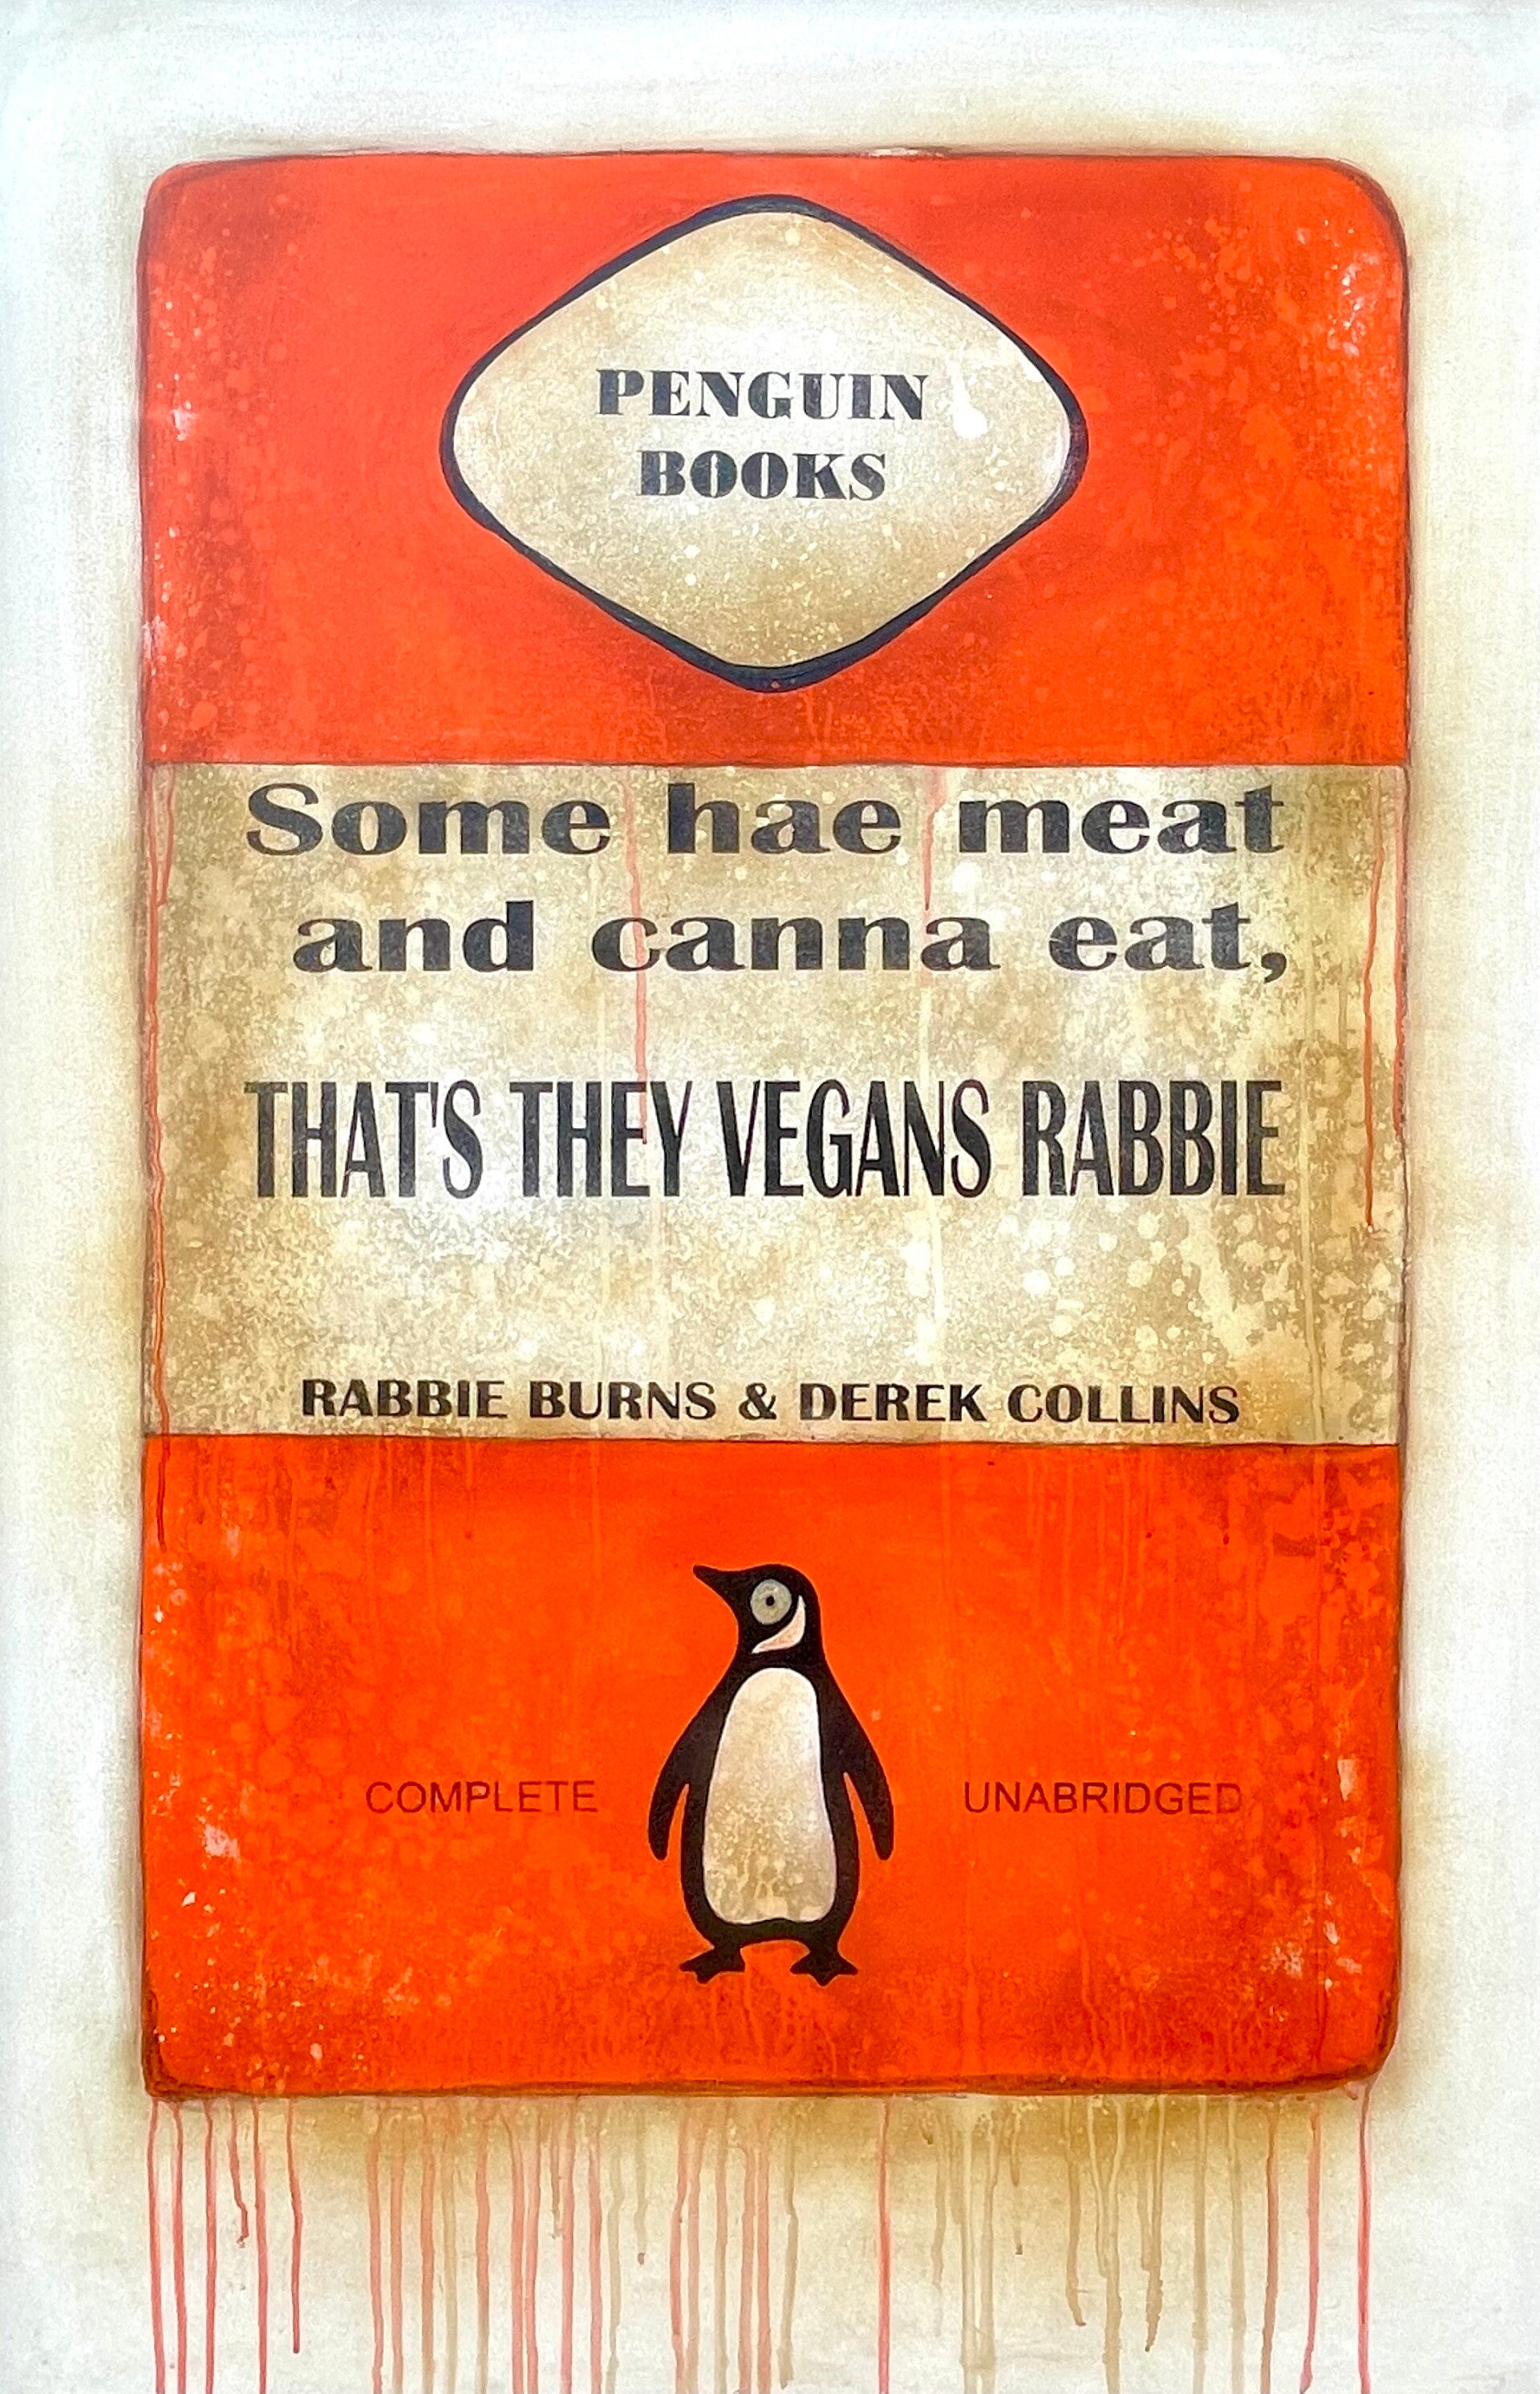 PENGUIN
BOOKS
Some hae meat
and canna eat,
THAT'S THEY VEGANS RABBIE
RABBIE BURNS & DEREK COLLINS
COMPLETE UNABRIDGED